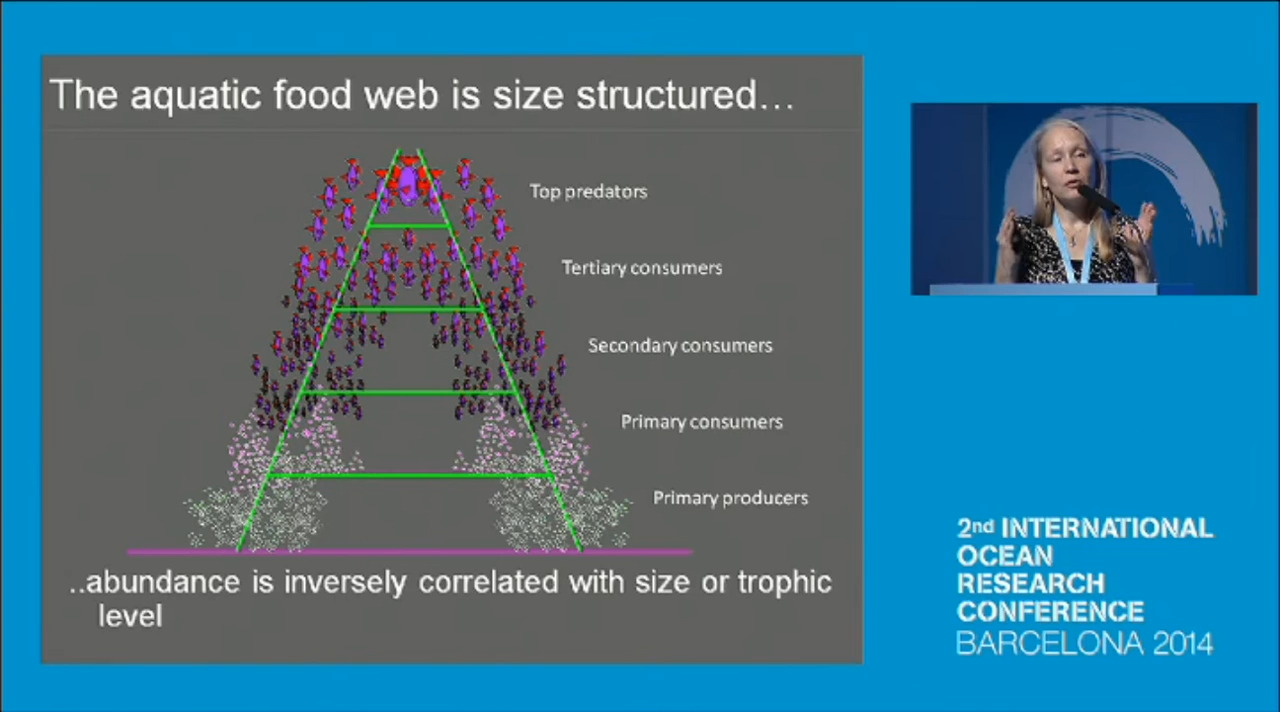 The aquatic food web is size structured…
Top predators
Tertiary consumers
Secondary consumers
Primary consumers
Primary producers
..abundance is inversely correlated with size or trophic
level
2nd INTERNATIONAL
OCEAN
RESEARCH
CONFERENCE
BARCELONA 2014